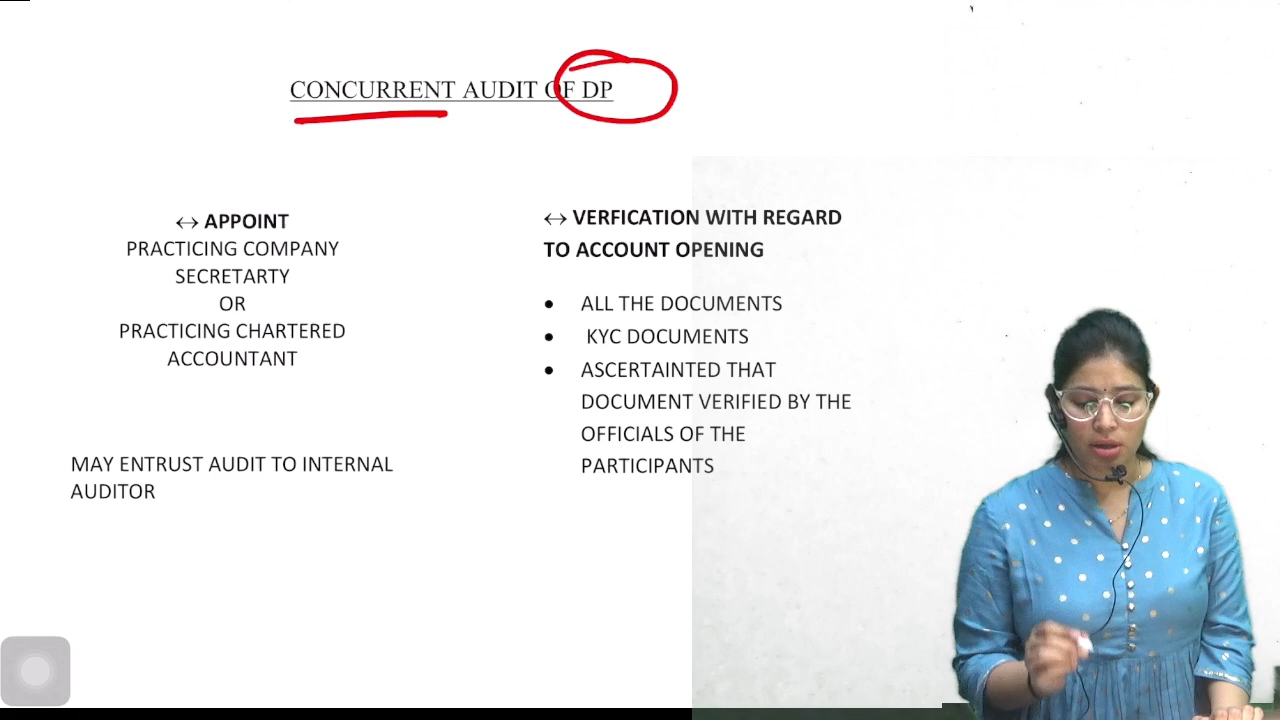 CONCURRENT AUDIT OF DP
↔ APPOINT
PRACTICING COMPANY
SECRETARTY
OR
PRACTICING CHARTERED
ACCOUNTANT
MAY ENTRUST AUDIT TO INTERNAL
AUDITOR
↔ VERFICATION WITH REGARD
TO ACCOUNT OPENING
• ALL THE DOCUMENTS
• KYC DOCUMENTS
• ASCERTAINTED THAT
DOCUMENT VERIFIED BY THE
OFFICIALS OF THE
PARTICIPANTS